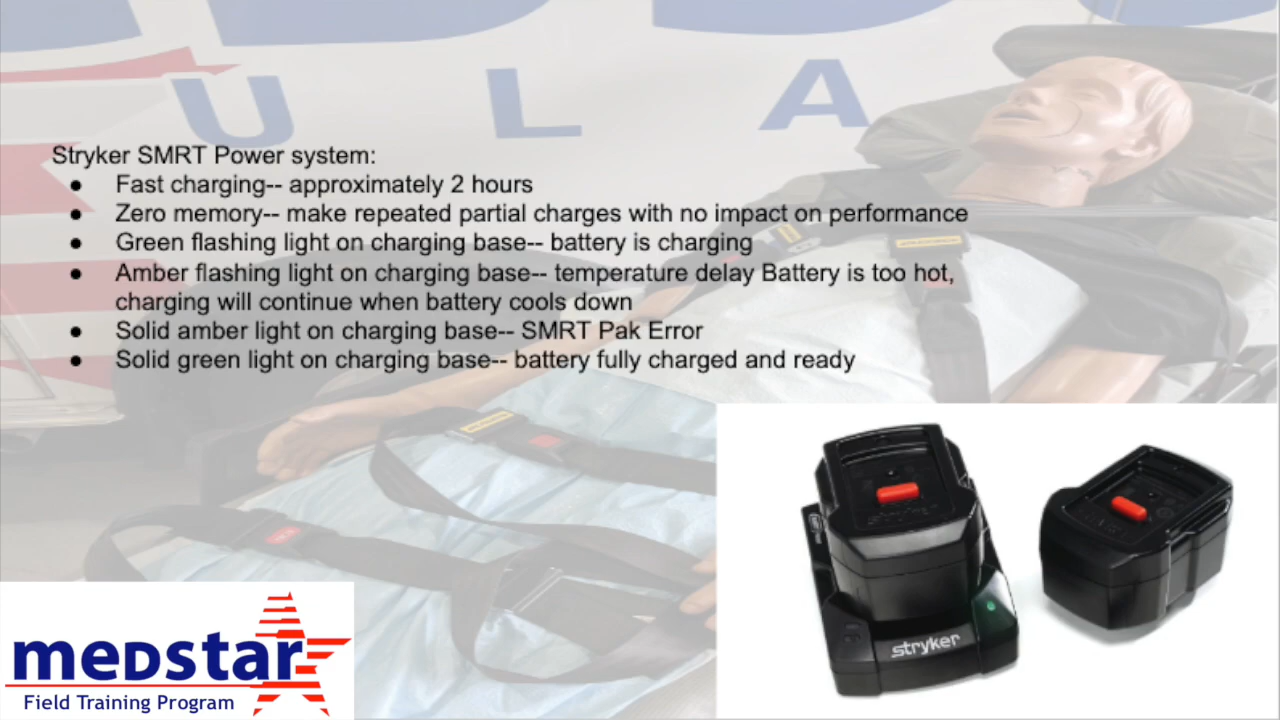 U L A
Stryker SMRT Power system:
● Fast charging-- approximately 2 hours
● Zero memory-- make repeated partial charges with no impact on performance
● Green flashing light on charging base-- battery is charging
● Amber flashing light on charging base-- temperature delay Battery is too hot,
charging will continue when battery cools down
● Solid amber light on charging base-- SMRT Pak Error
● Solid green light on charging base-- battery fully charged and ready
stryker
medstar
Field Training Program